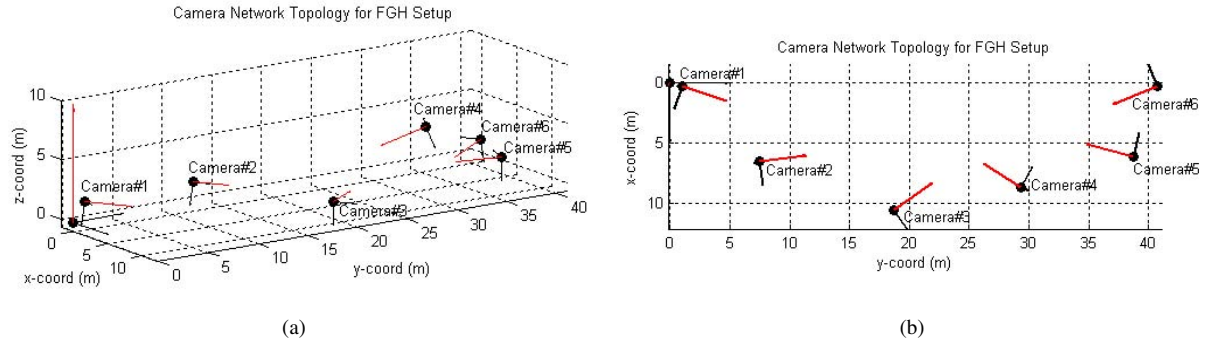 Camera Network Topology for FGH Setup
10
5
0
z-coord (m)
Camera#1
Camera#2
Camera#3
Camera#4
Camera#6
Camera#5
0
5
10
x-coord (m)
0
5
10
15
20
25
30
35
40
y-coord (m)
(a)
Camera Network Topology for FGH Setup
0
5
10
x-coord (m)
Camera#1
Camera#2
Camera#3
Camera#4
Camera#5
Camera#6
0
5
10
15
20
25
30
35
40
y-coord (m)
(b)